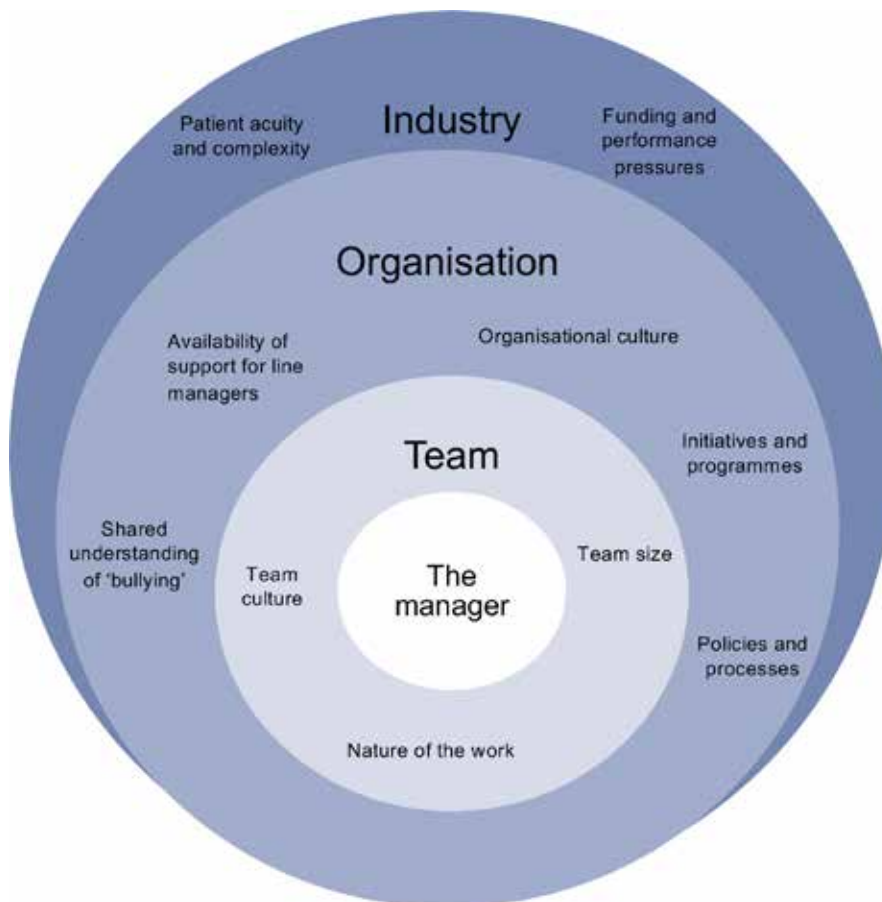 Industry
Patient acuity
and complexity
Funding and
performance
pressures
Organisation
Availability of
support for line
managers
Organisational culture
Initiatives and
programmes
Shared
understanding
of ‘bullying’
Policies and
processes
Team
Team
culture
Team size
Nature of the work
The
manager